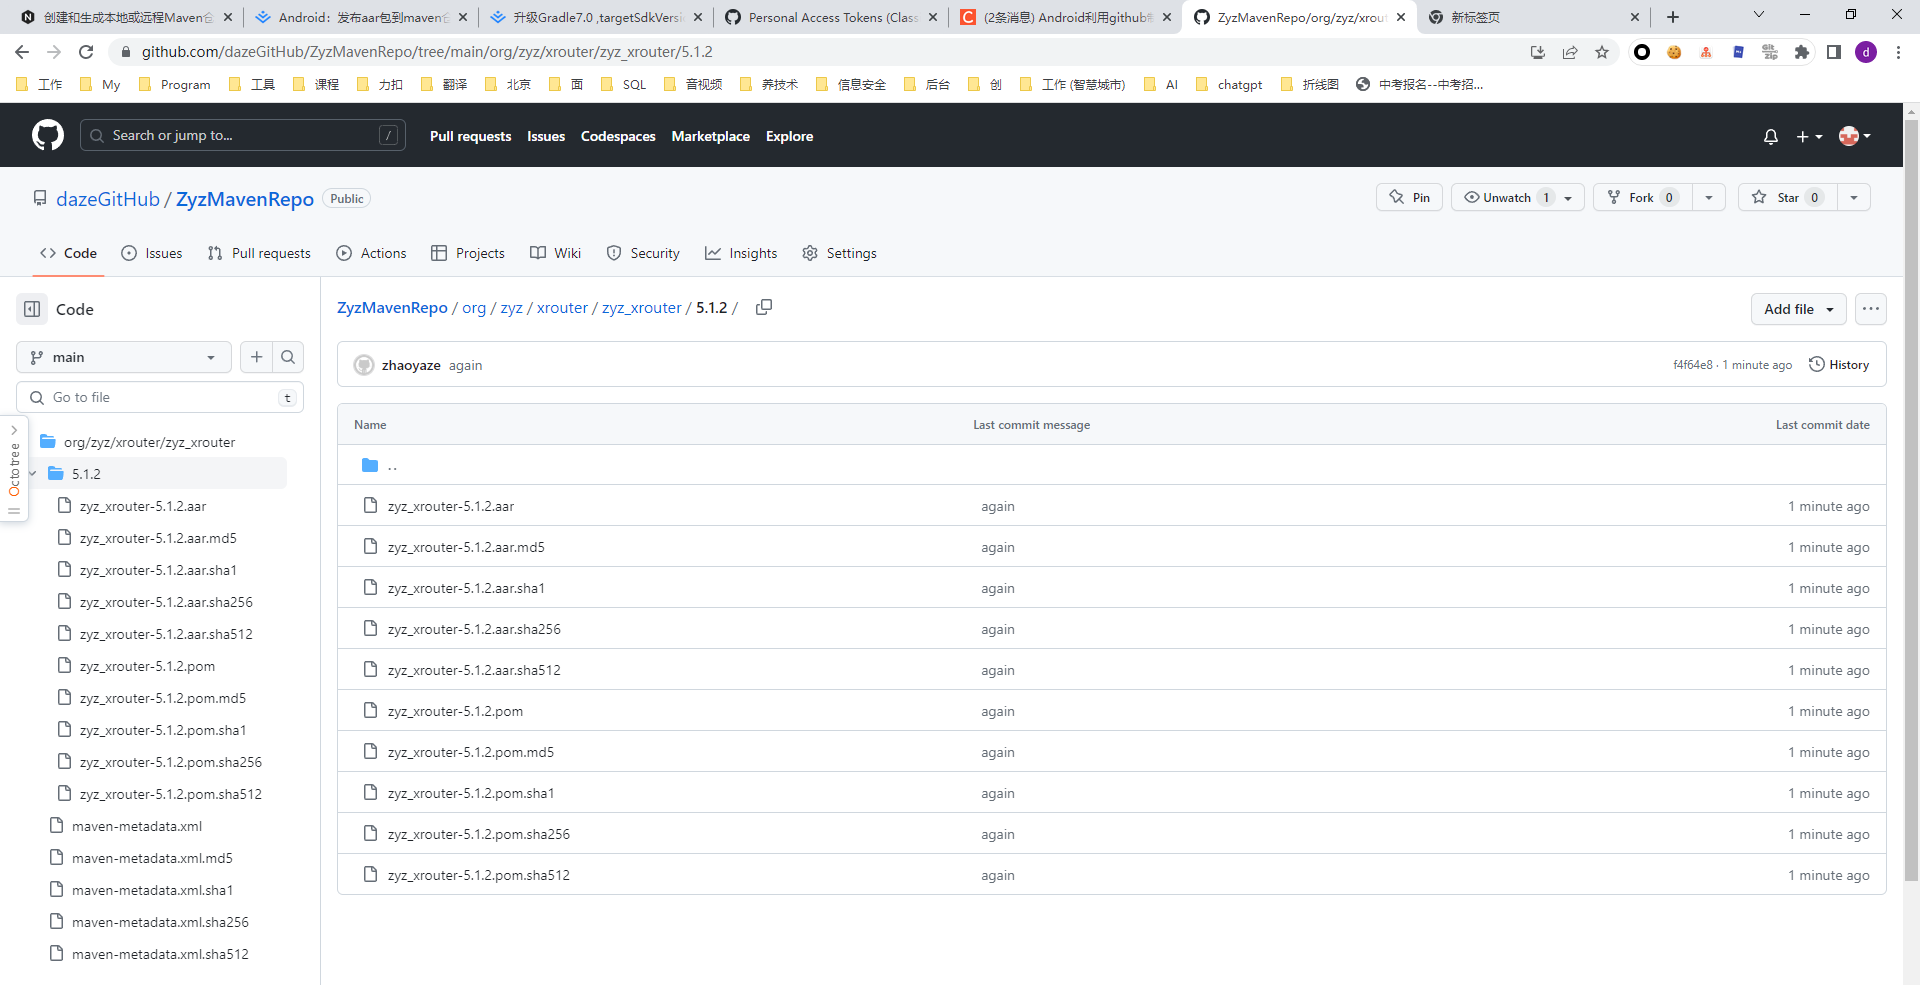 创建和生成本地或远程Maven仓
Android：发布aar包到maven仓
升级Gradle7.0 ,targetSdkVersi
Personal Access Tokens (Class
(2条消息) Android利用github制
ZyzMavenRepo/org/zyz/xrout
新标签页
github.com/dazeGitHub/ZyzMavenRepo/tree/main/org/zyz/xrouter/zyz_xrouter/5.1.2
d
工作 My Program 工具 课程 力扣 翻译 北京 面 SQL 音视频 养技术 信息安全 后台 创 工作 (智慧城市) AI chatgpt 折线图 中考报名--中考招...
Search or jump to... /
Pull requests Issues Codespaces Marketplace Explore
dazeGitHub / ZyzMavenRepo Public
Pin Unwatch 1 Fork 0 Star 0
Code Issues Pull requests Actions Projects Wiki Security Insights Settings
Code
main
Go to file t
Octotree
org/zyz/xrouter/zyz_xrouter
5.1.2
zyz_xrouter-5.1.2.aar
zyz_xrouter-5.1.2.aar.md5
zyz_xrouter-5.1.2.aar.sha1
zyz_xrouter-5.1.2.aar.sha256
zyz_xrouter-5.1.2.aar.sha512
zyz_xrouter-5.1.2.pom
zyz_xrouter-5.1.2.pom.md5
zyz_xrouter-5.1.2.pom.sha1
zyz_xrouter-5.1.2.pom.sha256
zyz_xrouter-5.1.2.pom.sha512
maven-metadata.xml
maven-metadata.xml.md5
maven-metadata.xml.sha1
maven-metadata.xml.sha256
maven-metadata.xml.sha512
ZyzMavenRepo / org / zyz / xrouter / zyz_xrouter / 5.1.2 /
Add file
zhaoyaze again f4f64e8 · 1 minute ago History
Name Last commit message Last commit date
..
zyz_xrouter-5.1.2.aar again 1 minute ago
zyz_xrouter-5.1.2.aar.md5 again 1 minute ago
zyz_xrouter-5.1.2.aar.sha1 again 1 minute ago
zyz_xrouter-5.1.2.aar.sha256 again 1 minute ago
zyz_xrouter-5.1.2.aar.sha512 again 1 minute ago
zyz_xrouter-5.1.2.pom again 1 minute ago
zyz_xrouter-5.1.2.pom.md5 again 1 minute ago
zyz_xrouter-5.1.2.pom.sha1 again 1 minute ago
zyz_xrouter-5.1.2.pom.sha256 again 1 minute ago
zyz_xrouter-5.1.2.pom.sha512 again 1 minute ago